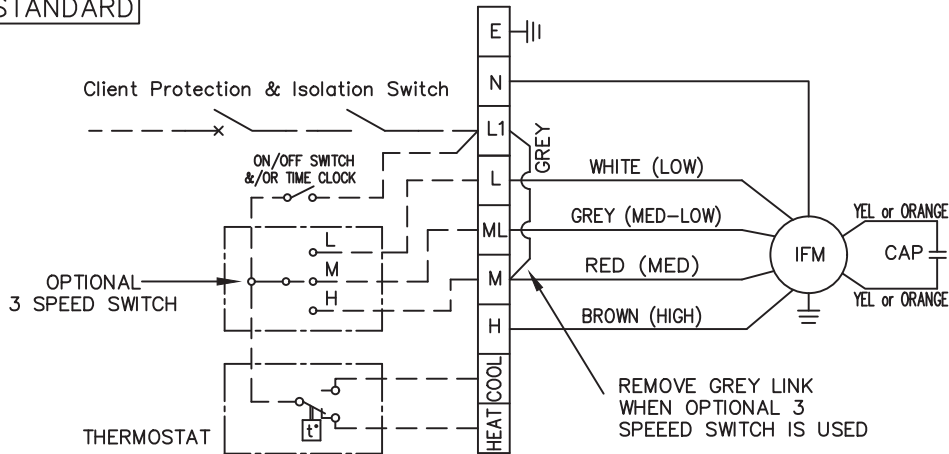 STANDARD
E
N
L1
L
ML
M
H
COOL
HEAT
Client Protection & Isolation Switch
ON/OFF SWITCH
&/OR TIME CLOCK
GREY
WHITE (LOW)
GREY (MED-LOW)
RED (MED)
BROWN (HIGH)
IFM
YEL or ORANGE
CAP
YEL or ORANGE
L
M
H
OPTIONAL
3 SPEED SWITCH
t°
THERMOSTAT
REMOVE GREY LINK
WHEN OPTIONAL 3
SPEEED SWITCH IS USED